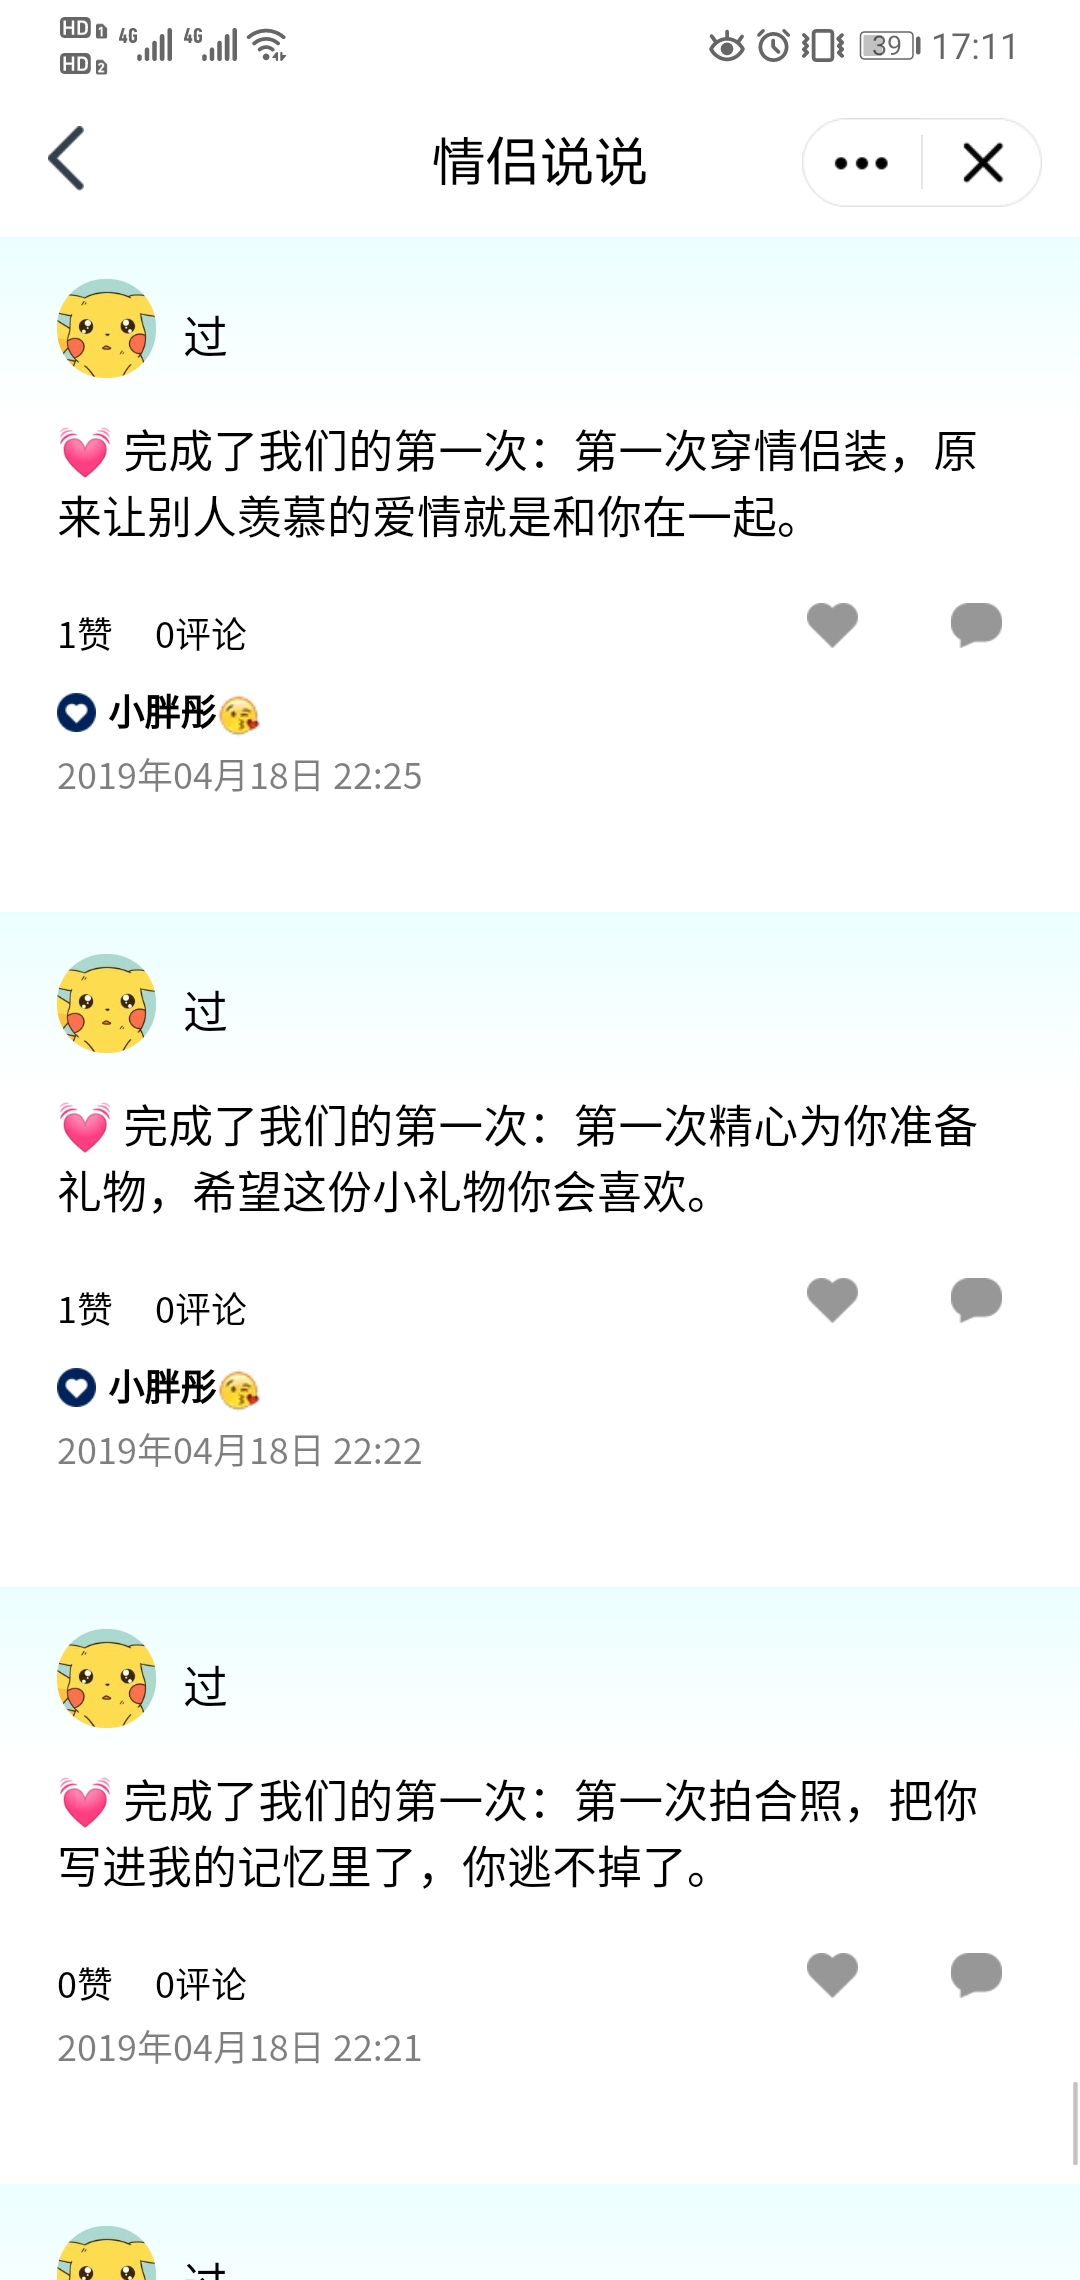 HD 1 4G 4G 39 17:11
HD 2
情侣说说
过
💓 完成了我们的第一次：第一次穿情侣装，原
来让别人羡慕的爱情就是和你在一起。
1赞 0评论
小胖彤😘
2019年04月18日 22:25
过
💓 完成了我们的第一次：第一次精心为你准备
礼物，希望这份小礼物你会喜欢。
1赞 0评论
小胖彤😘
2019年04月18日 22:22
过
💓 完成了我们的第一次：第一次拍合照，把你
写进我的记忆里了，你逃不掉了。
0赞 0评论
2019年04月18日 22:21
过